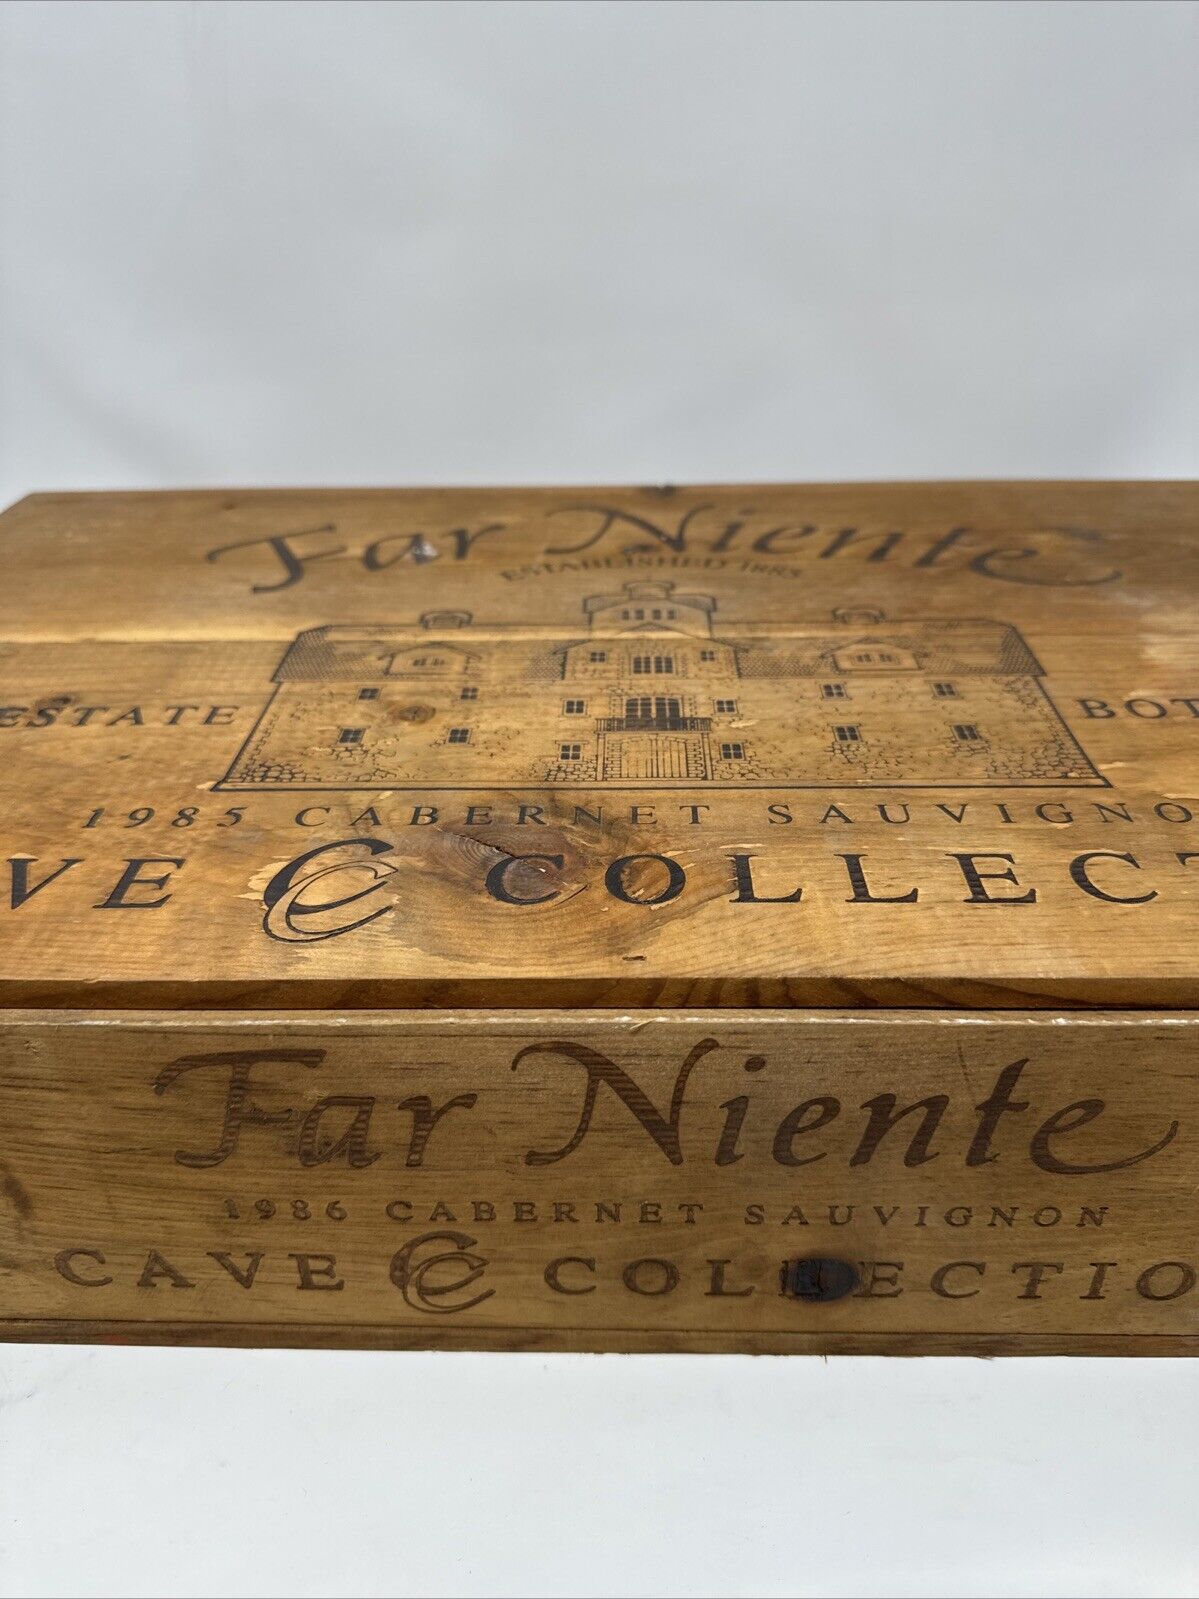 Far Niente
ESTABLISHED 1885
ESTATE BOT
1985 CABERNET SAUVIGNO
VE CC COLLECT
Far Niente
1986 CABERNET SAUVIGNON
CAVE CC COLLECTIO